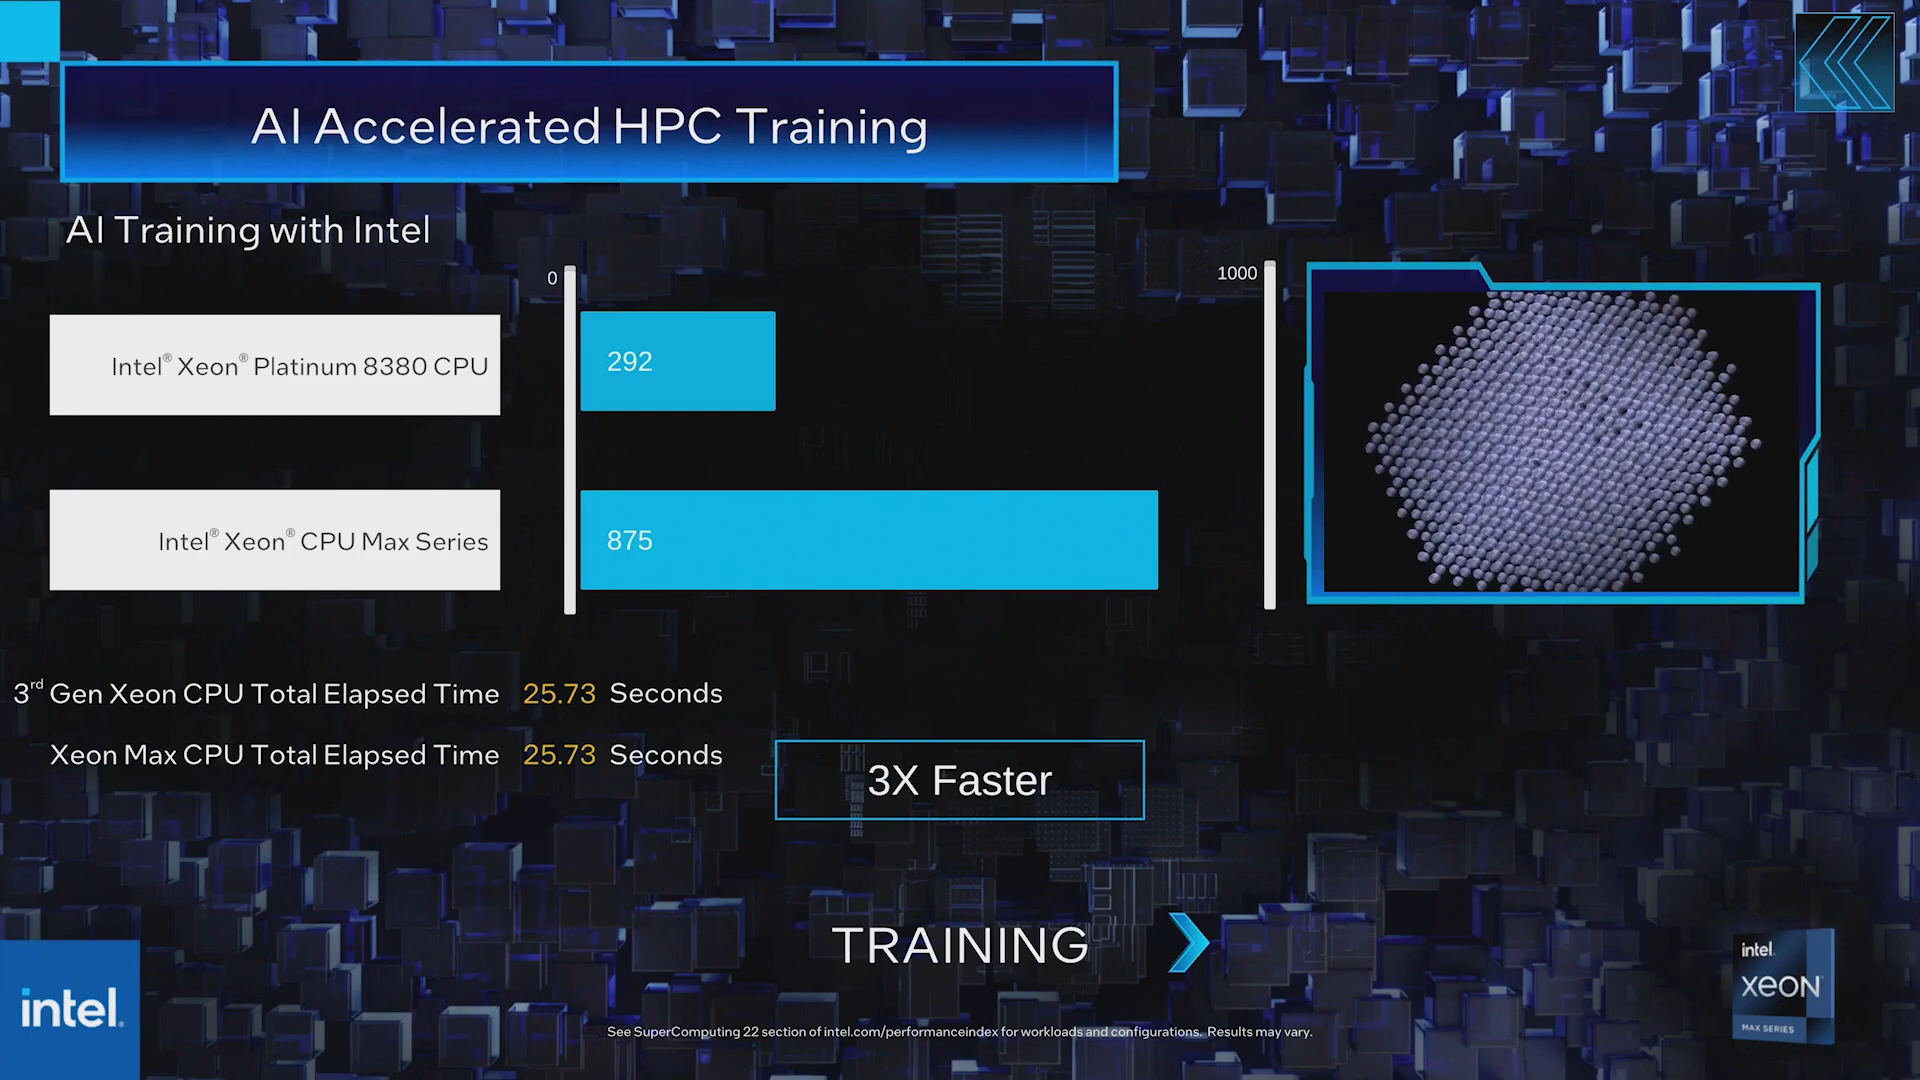 AI Accelerated HPC Training
AI Training with Intel
0
1000
Intel® Xeon® Platinum 8380 CPU
292
Intel® Xeon® CPU Max Series
875
3rd Gen Xeon CPU Total Elapsed Time 25.73 Seconds
Xeon Max CPU Total Elapsed Time 25.73 Seconds
3X Faster
TRAINING
intel.
intel.
XEON®
MAX SERIES
See SuperComputing 22 section of intel.com/performanceindex for workloads and configurations. Results may vary.